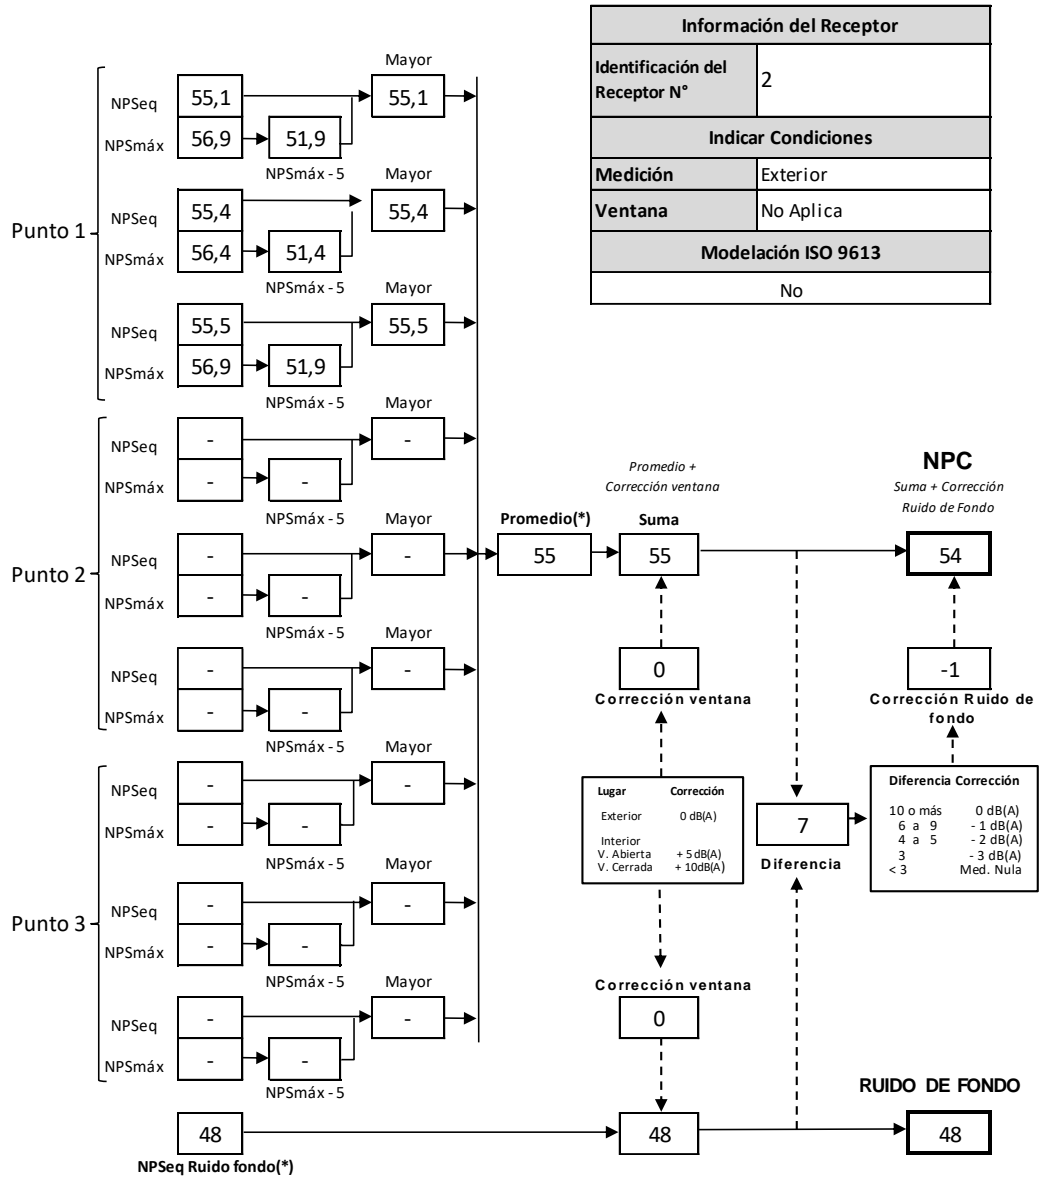 Información del Receptor
Identificación del
Receptor N°
2
Indicar Condiciones
Medición
Exterior
Ventana
No Aplica
Modelación ISO 9613
No
Punto 1
Mayor
NPSeq
55,1
55,1
NPSmáx
56,9
51,9
NPSmáx - 5
Mayor
NPSeq
55,4
55,4
NPSmáx
56,4
51,4
NPSmáx - 5
Mayor
NPSeq
55,5
55,5
NPSmáx
56,9
51,9
NPSmáx - 5
Punto 2
Mayor
NPSeq
-
-
NPSmáx
-
-
NPSmáx - 5
Mayor
NPSeq
-
-
NPSmáx
-
-
NPSmáx - 5
Mayor
NPSeq
-
-
NPSmáx
-
-
NPSmáx - 5
Punto 3
Mayor
NPSeq
-
-
NPSmáx
-
-
NPSmáx - 5
Mayor
NPSeq
-
-
NPSmáx
-
-
NPSmáx - 5
Mayor
NPSeq
-
-
NPSmáx
-
-
NPSmáx - 5
48
NPSeq Ruido fondo(*)
Promedio(*)
55
Promedio +
Corrección ventana
Suma
55
0
Corrección ventana
Lugar Corrección
Exterior 0 dB(A)
Interior
V. Abierta + 5 dB(A)
V. Cerrada + 10dB(A)
Corrección ventana
0
48
7
Diferencia
NPC
Suma + Corrección
Ruido de Fondo
54
-1
Corrección Ruido de
fondo
Diferencia Corrección
10 o más 0 dB(A)
6 a 9 - 1 dB(A)
4 a 5 - 2 dB(A)
3 - 3 dB(A)
< 3 Med. Nula
RUIDO DE FONDO
48